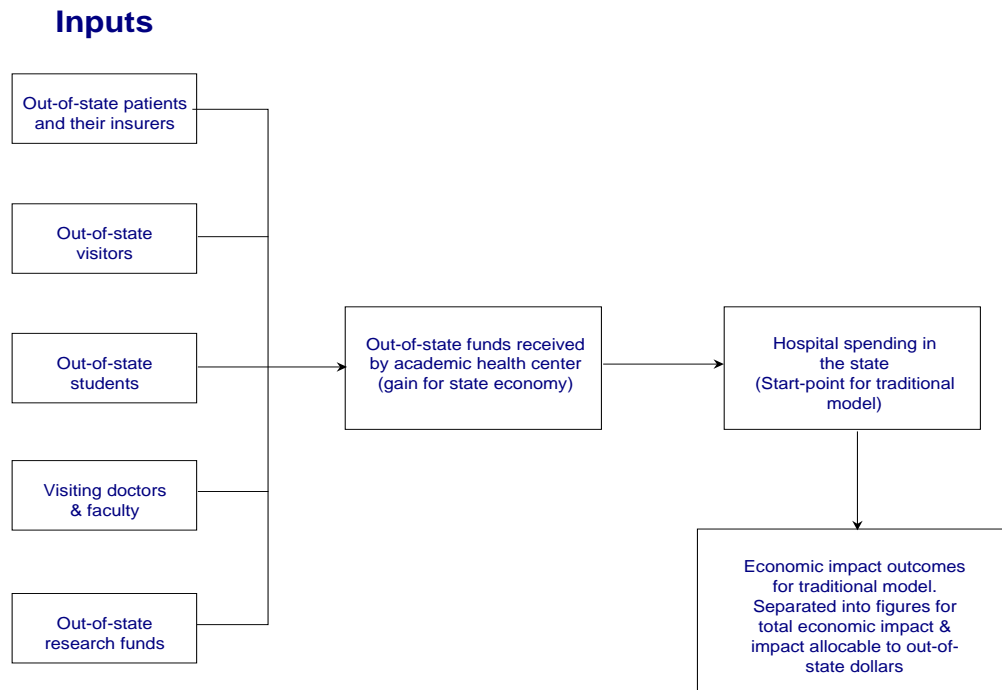 Inputs
Out-of-state patients
and their insurers
Out-of-state
visitors
Out-of-state
students
Visiting doctors
& faculty
Out-of-state
research funds
Out-of-state funds received
by academic health center
(gain for state economy)
Hospital spending in
the state
(Start-point for traditional
model)
Economic impact outcomes
for traditional model.
Separated into figures for
total economic impact &
impact allocable to out-of-
state dollars